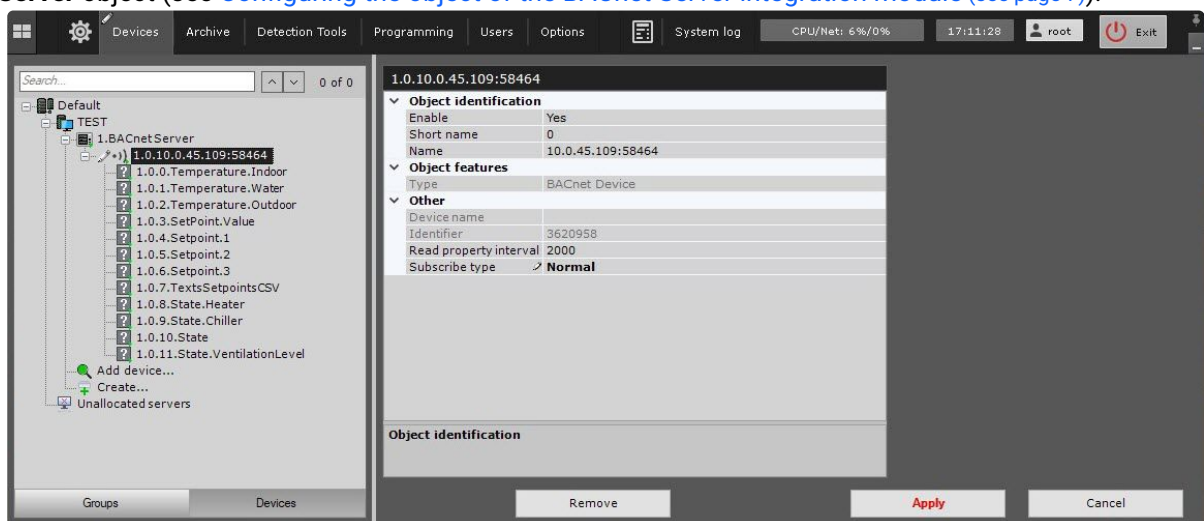 Server object (see Configuring the object of the BACnet Server integration module (see page 7)).
Devices Archive Detection Tools Programming Users Options System log CPU/Net: 6%/0% 17:11:28 root Exit
Search... 0 of 0
Default
TEST
1.BACnetServer
1.0.10.0.45.109:58464
1.0.0.Temperature.Indoor
1.0.1.Temperature.Water
1.0.2.Temperature.Outdoor
1.0.3.SetPoint.Value
1.0.4.Setpoint.1
1.0.5.Setpoint.2
1.0.6.Setpoint.3
1.0.7.TextsSetpointsCSV
1.0.8.State.Heater
1.0.9.State.Chiller
1.0.10.State
1.0.11.State.VentilationLevel
Add device...
Create...
Unallocated servers
Groups Devices
1.0.10.0.45.109:58464
Object identification
Enable Yes
Short name 0
Name 10.0.45.109:58464
Object features
Type BACnet Device
Other
Device name
Identifier 3620958
Read property interval 2000
Subscribe type Normal
Object identification
Remove Apply Cancel